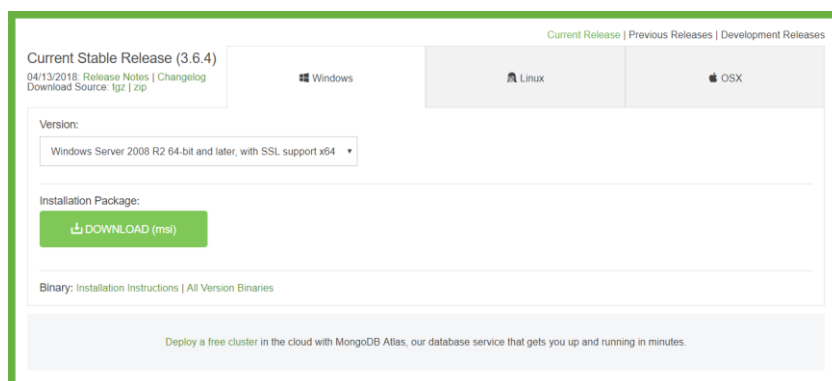 Current Release | Previous Releases | Development Releases
Current Stable Release (3.6.4)
04/13/2018: Release Notes | Changelog
Download Source: tgz | zip
Windows
Linux
OSX
Version:
Windows Server 2008 R2 64-bit and later, with SSL support x64
Installation Package:
DOWNLOAD (msi)
Binary: Installation Instructions | All Version Binaries
Deploy a free cluster in the cloud with MongoDB Atlas, our database service that gets you up and running in minutes.